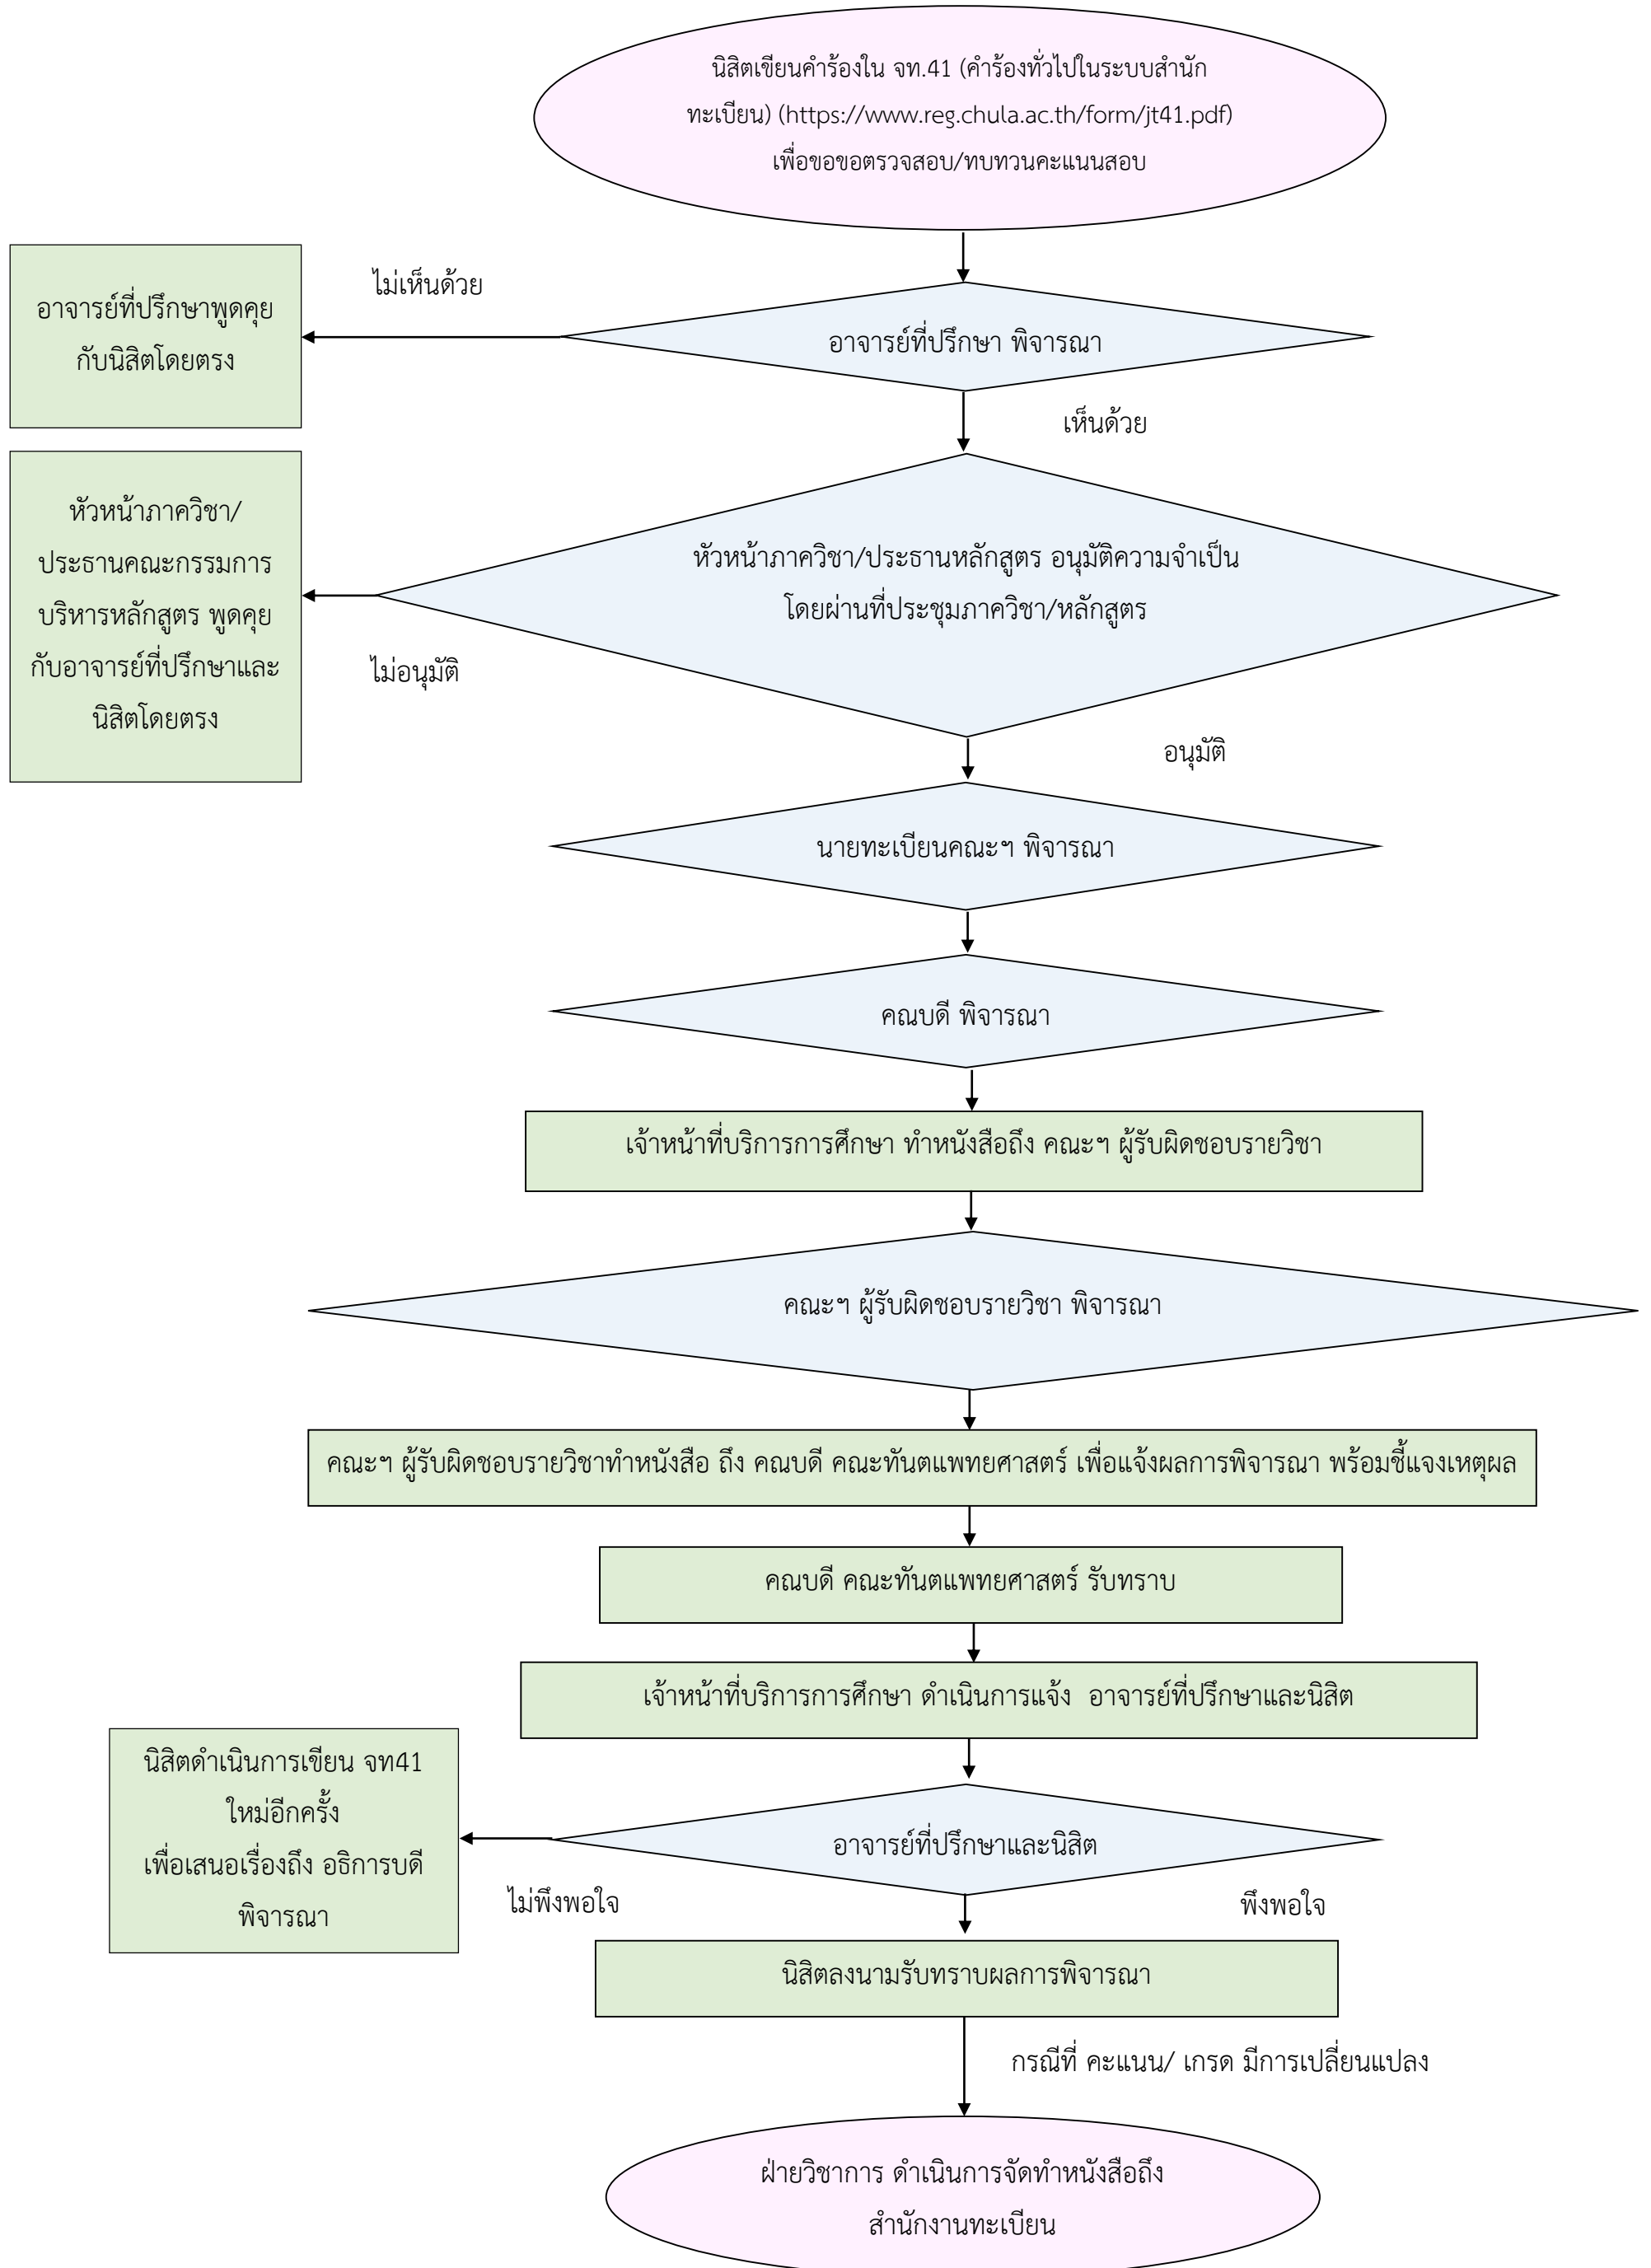 นิสิตเขียนคำร้องใน จท.41 (คำร้องทั่วไปในระบบสำนัก
ทะเบียน) (https://www.reg.chula.ac.th/form/jt41.pdf)
เพื่อขอขอตรวจสอบ/ทบทวนคะแนนสอบ
ไม่เห็นด้วย
อาจารย์ที่ปรึกษาพูดคุย
กับนิสิตโดยตรง
อาจารย์ที่ปรึกษา พิจารณา
เห็นด้วย
หัวหน้าภาควิชา/
ประธานคณะกรรมการ
บริหารหลักสูตร พูดคุย
กับอาจารย์ที่ปรึกษาและ
นิสิตโดยตรง
หัวหน้าภาควิชา/ประธานหลักสูตร อนุมัติความจำเป็น
โดยผ่านที่ประชุมภาควิชา/หลักสูตร
ไม่อนุมัติ
อนุมัติ
นายทะเบียนคณะฯ พิจารณา
คณบดี พิจารณา
เจ้าหน้าที่บริการการศึกษา ทำหนังสือถึง คณะฯ ผู้รับผิดชอบรายวิชา
คณะฯ ผู้รับผิดชอบรายวิชา พิจารณา
คณะฯ ผู้รับผิดชอบรายวิชาทำหนังสือ ถึง คณบดี คณะทันตแพทยศาสตร์ เพื่อแจ้งผลการพิจารณา พร้อมชี้แจงเหตุผล
คณบดี คณะทันตแพทยศาสตร์ รับทราบ
เจ้าหน้าที่บริการการศึกษา ดำเนินการแจ้ง  อาจารย์ที่ปรึกษาและนิสิต
นิสิตดำเนินการเขียน จท41
ใหม่อีกครั้ง
เพื่อเสนอเรื่องถึง อธิการบดี
พิจารณา
อาจารย์ที่ปรึกษาและนิสิต
ไม่พึงพอใจ
พึงพอใจ
นิสิตลงนามรับทราบผลการพิจารณา
กรณีที่ คะแนน/ เกรด มีการเปลี่ยนแปลง
ฝ่ายวิชาการ ดำเนินการจัดทำหนังสือถึง
สำนักงานทะเบียน